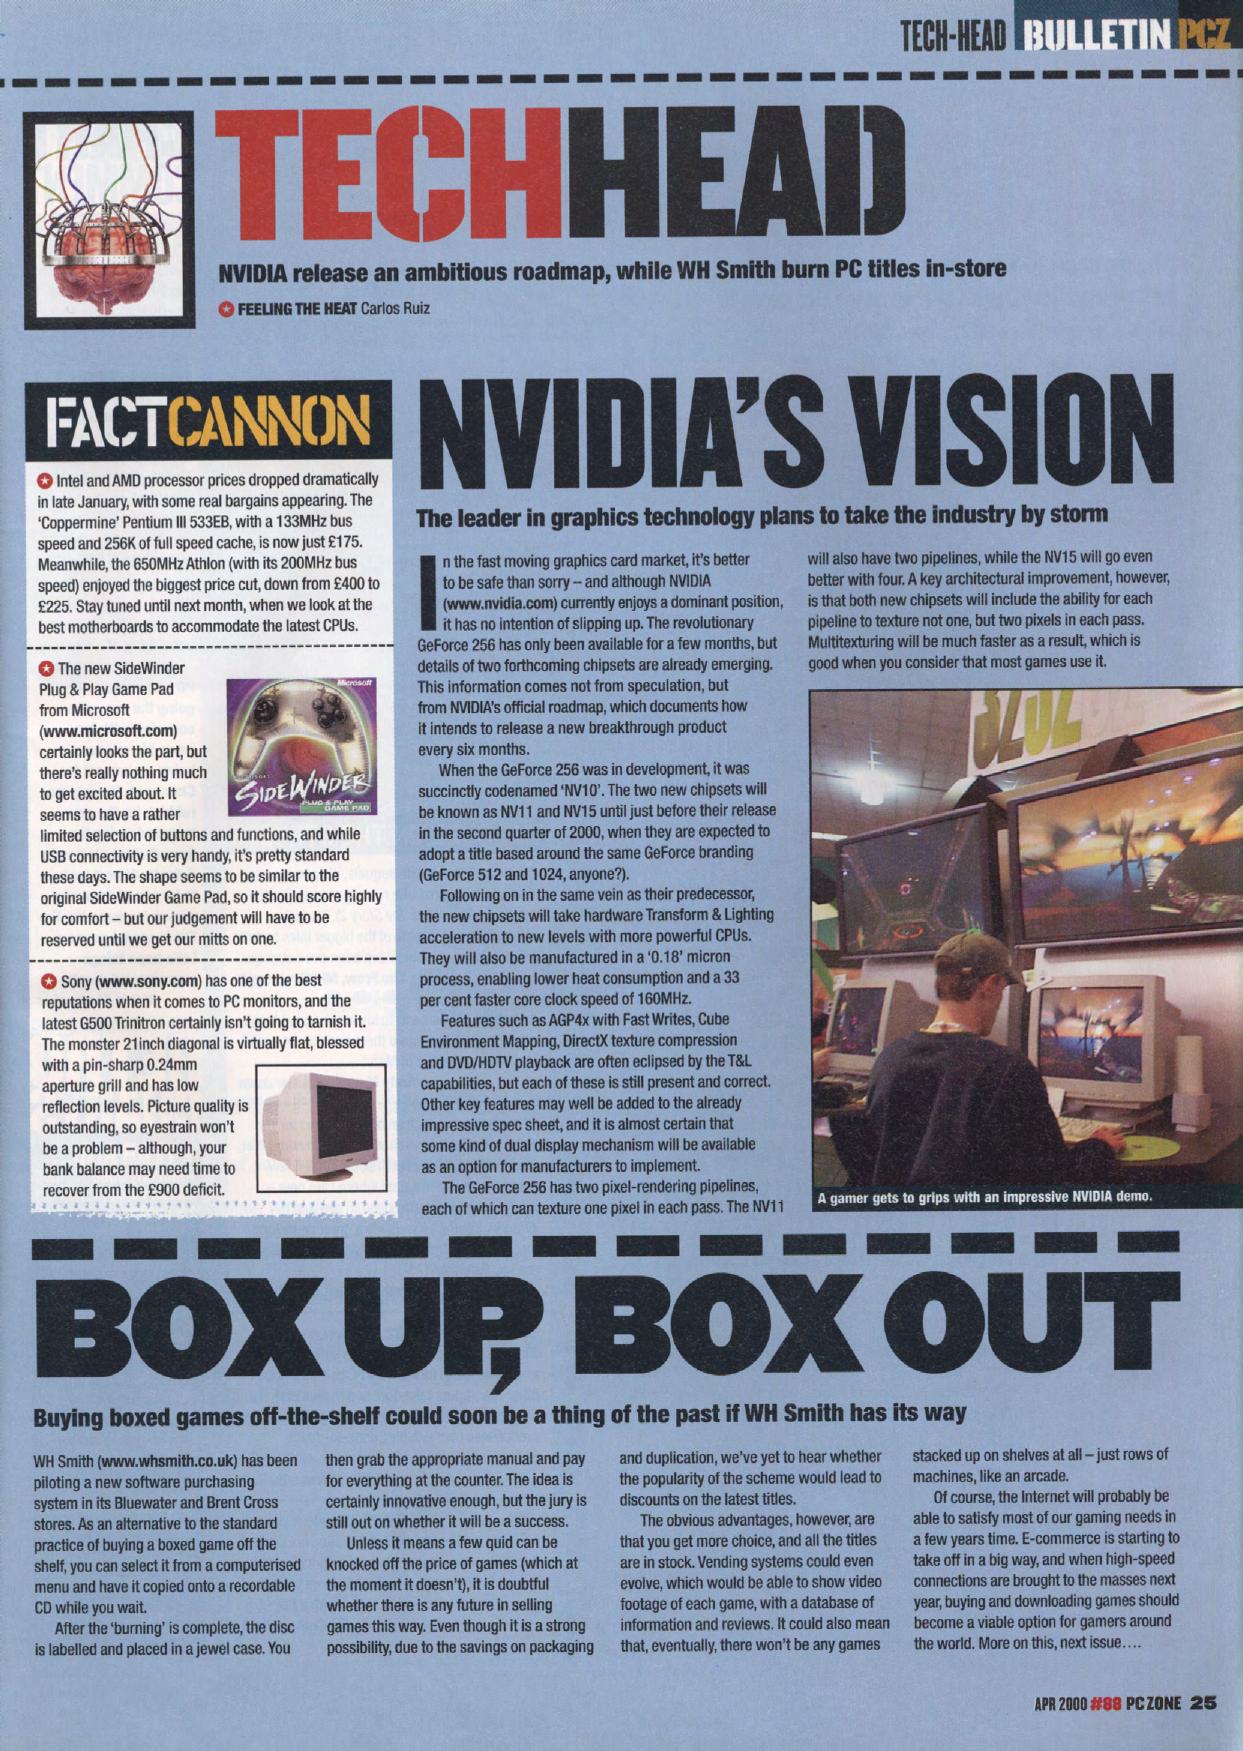 TECH-HEAD BULLETIN PCZ
TECHHEAD
NVIDIA release an ambitious roadmap, while WH Smith burn PC titles in-store
FEELING THE HEAT Carlos Ruiz
FACTCANNON
Intel and AMD processor prices dropped dramatically
in late January, with some real bargains appearing. The
‘Coppermine’ Pentium III 533EB, with a 133MHz bus
speed and 256K of full speed cache, is now just £175.
Meanwhile, the 650MHz Athlon (with its 200MHz bus
speed) enjoyed the biggest price cut, down from £400 to
£225. Stay tuned until next month, when we look at the
best motherboards to accommodate the latest CPUs.
The new SideWinder
Plug & Play Game Pad
from Microsoft
(www.microsoft.com)
certainly looks the part, but
there's really nothing much
to get excited about. It
seems to have a rather
limited selection of buttons and functions, and while
USB connectivity is very handy, it's pretty standard
these days. The shape seems to be similar to the
original SideWinder Game Pad, so it should score highly
for comfort – but our judgement will have to be
reserved until we get our mitts on one.
Microsoft
SIDEWINDER
PLUG & PLAY
GAME PAD
Sony (www.sony.com) has one of the best
reputations when it comes to PC monitors, and the
latest G500 Trinitron certainly isn't going to tarnish it.
The monster 21inch diagonal is virtually flat, blessed
with a pin-sharp 0.24mm
aperture grill and has low
reflection levels. Picture quality is
outstanding, so eyestrain won't
be a problem – although, your
bank balance may need time to
recover from the £900 deficit.
NVIDIA'S VISION
The leader in graphics technology plans to take the industry by storm
In the fast moving graphics card market, it's better
to be safe than sorry – and although NVIDIA
(www.nvidia.com) currently enjoys a dominant position,
it has no intention of slipping up. The revolutionary
GeForce 256 has only been available for a few months, but
details of two forthcoming chipsets are already emerging.
This information comes not from speculation, but
from NVIDIA's official roadmap, which documents how
it intends to release a new breakthrough product
every six months.
When the GeForce 256 was in development, it was
succinctly codenamed ‘NV10’. The two new chipsets will
be known as NV11 and NV15 until just before their release
in the second quarter of 2000, when they are expected to
adopt a title based around the same GeForce branding
(GeForce 512 and 1024, anyone?).
Following on in the same vein as their predecessor,
the new chipsets will take hardware Transform & Lighting
acceleration to new levels with more powerful CPUs.
They will also be manufactured in a ‘0.18’ micron
process, enabling lower heat consumption and a 33
per cent faster core clock speed of 160MHz.
Features such as AGP4x with Fast Writes, Cube
Environment Mapping, DirectX texture compression
and DVD/HDTV playback are often eclipsed by the T&L
capabilities, but each of these is still present and correct.
Other key features may well be added to the already
impressive spec sheet, and it is almost certain that
some kind of dual display mechanism will be available
as an option for manufacturers to implement.
The GeForce 256 has two pixel-rendering pipelines,
each of which can texture one pixel in each pass. The NV11
will also have two pipelines, while the NV15 will go even
better with four. A key architectural improvement, however,
is that both new chipsets will include the ability for each
pipeline to texture not one, but two pixels in each pass.
Multitexturing will be much faster as a result, which is
good when you consider that most games use it.
A gamer gets to grips with an impressive NVIDIA demo.
BOX UP, BOX OUT
Buying boxed games off-the-shelf could soon be a thing of the past if WH Smith has its way
WH Smith (www.whsmith.co.uk) has been
piloting a new software purchasing
system in its Bluewater and Brent Cross
stores. As an alternative to the standard
practice of buying a boxed game off the
shelf, you can select it from a computerised
menu and have it copied onto a recordable
CD while you wait.
After the ‘burning’ is complete, the disc
is labelled and placed in a jewel case. You
then grab the appropriate manual and pay
for everything at the counter. The idea is
certainly innovative enough, but the jury is
still out on whether it will be a success.
Unless it means a few quid can be
knocked off the price of games (which at
the moment it doesn't), it is doubtful
whether there is any future in selling
games this way. Even though it is a strong
possibility, due to the savings on packaging
and duplication, we've yet to hear whether
the popularity of the scheme would lead to
discounts on the latest titles.
The obvious advantages, however, are
that you get more choice, and all the titles
are in stock. Vending systems could even
evolve, which would be able to show video
footage of each game, with a database of
information and reviews. It could also mean
that, eventually, there won't be any games
stacked up on shelves at all – just rows of
machines, like an arcade.
Of course, the Internet will probably be
able to satisfy most of our gaming needs in
a few years time. E-commerce is starting to
take off in a big way, and when high-speed
connections are brought to the masses next
year, buying and downloading games should
become a viable option for gamers around
the world. More on this, next issue....
APR 2000 #88 PC ZONE 25